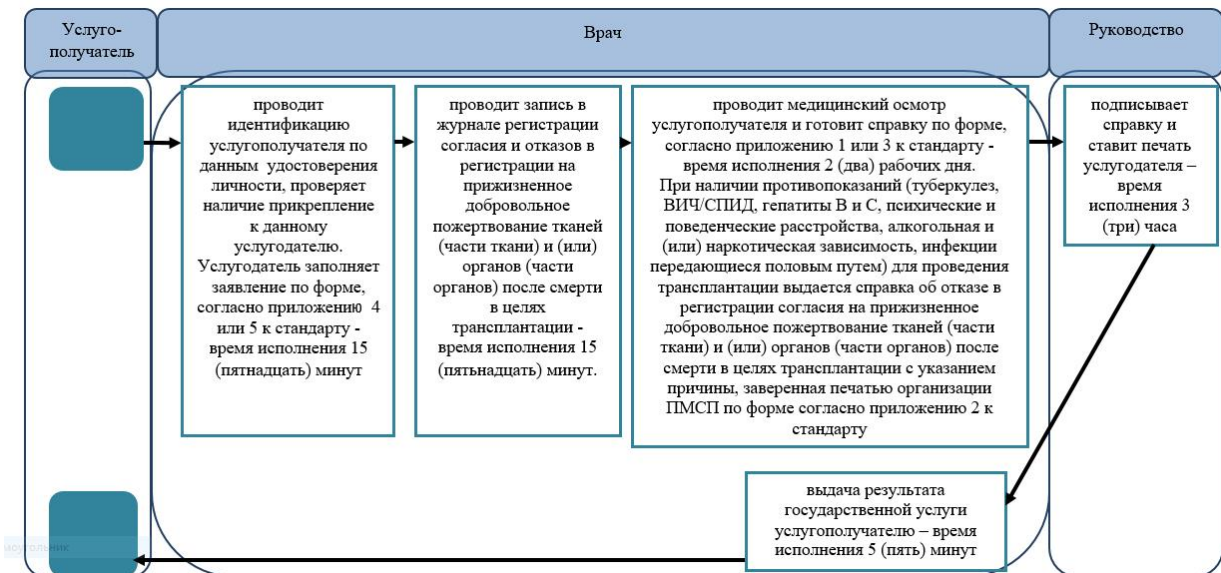 Услуго-
получатель
Врач
Руководство
проводит
идентификацию
услугополучателя по
данным удостоверения
личности, проверяет
наличие прикрепление
к данному
услугодателю.
Услугодатель заполняет
заявление по форме,
согласно приложению 4
или 5 к стандарту -
время исполнения 15
(пятнадцать) минут
проводит запись в
журнале регистрации
согласия и отказов в
регистрации на
прижизненное
добровольное
пожертвование тканей
(части ткани) и (или)
органов (части
органов) после смерти
в целях
трансплантации -
время исполнения 15
(пятьнадцать) минут.
проводит медицинский осмотр
услугополучателя и готовит справку по форме,
согласно приложению 1 или 3 к стандарту -
время исполнения 2 (два) рабочих дня.
При наличии противопоказаний (туберкулез,
ВИЧ/СПИД, гепатиты В и С, психические и
поведенческие расстройства, алкогольная и
(или) наркотическая зависимость, инфекции
передающиеся половым путем) для проведения
трансплантации выдается справка об отказе в
регистрации согласия на прижизненное
добровольное пожертвование тканей (части
ткани) и (или) органов (части органов) после
смерти в целях трансплантации с указанием
причины, заверенная печатью организации
ПМСП по форме согласно приложению 2 к
стандарту
подписывает
справку и
ставит печать
услугодателя –
время
исполнения 3
(три) часа
выдача результата
государственной услуги
услугополучателю – время
исполнения 5 (пять) минут